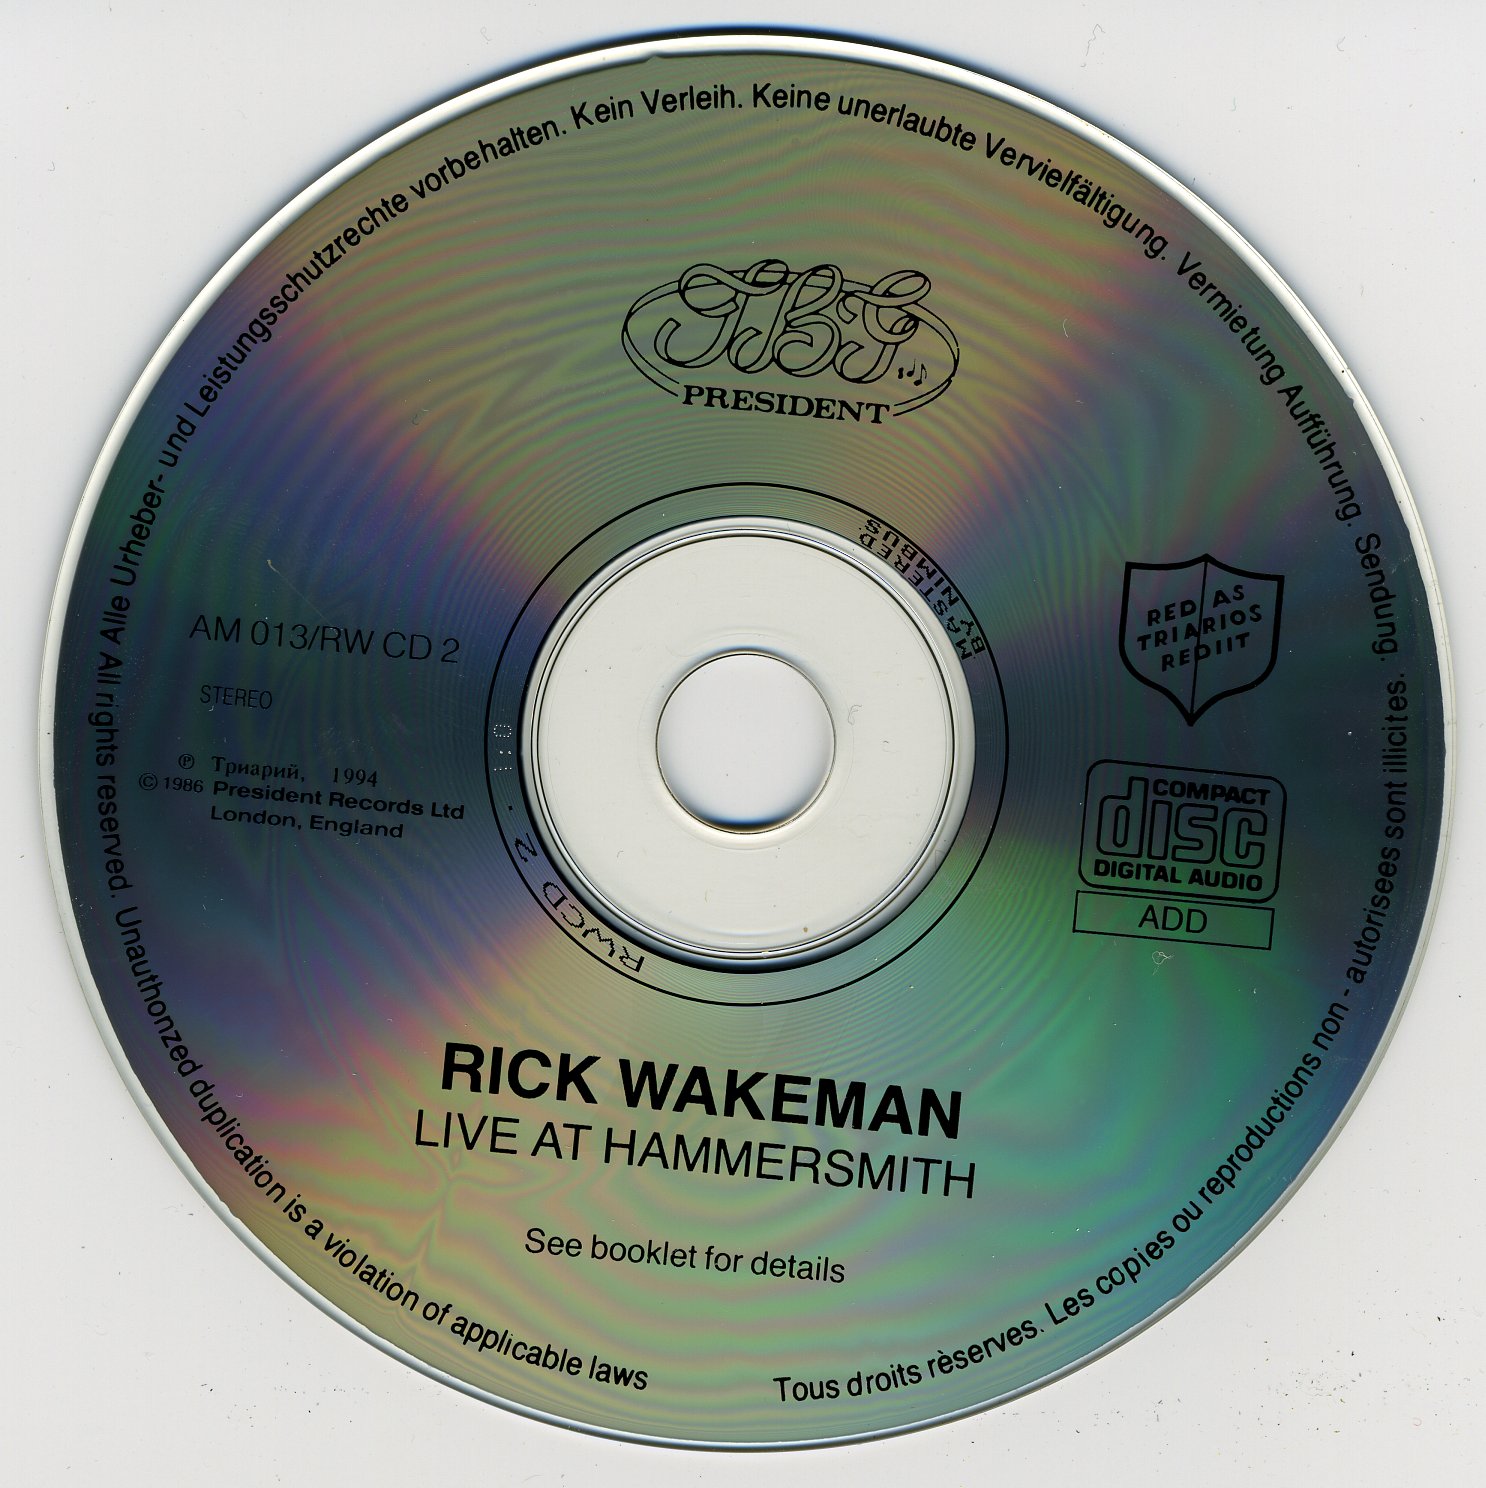 Alle Urheber- und Leistungsschutzrechte vorbehalten. Kein Verleih. Keine unerlaubte Vervielfältigung. Vermietung Aufführung. Sendung.
TBG
PRESIDENT
MASTERED
BY NIMBUS
RED AS
TRIARIOS
REDIIT
AM 013/RW CD 2
STEREO
℗ Триарий, 1994
© 1986 President Records Ltd
London, England
COMPACT
disc
DIGITAL AUDIO
ADD
RWCD 2 . 1:0
RICK WAKEMAN
LIVE AT HAMMERSMITH
See booklet for details
All rights reserved. Unauthorized duplication is a violation of applicable laws
Tous droits rèserves. Les copies ou reproductions non - autorisees sont illicites.